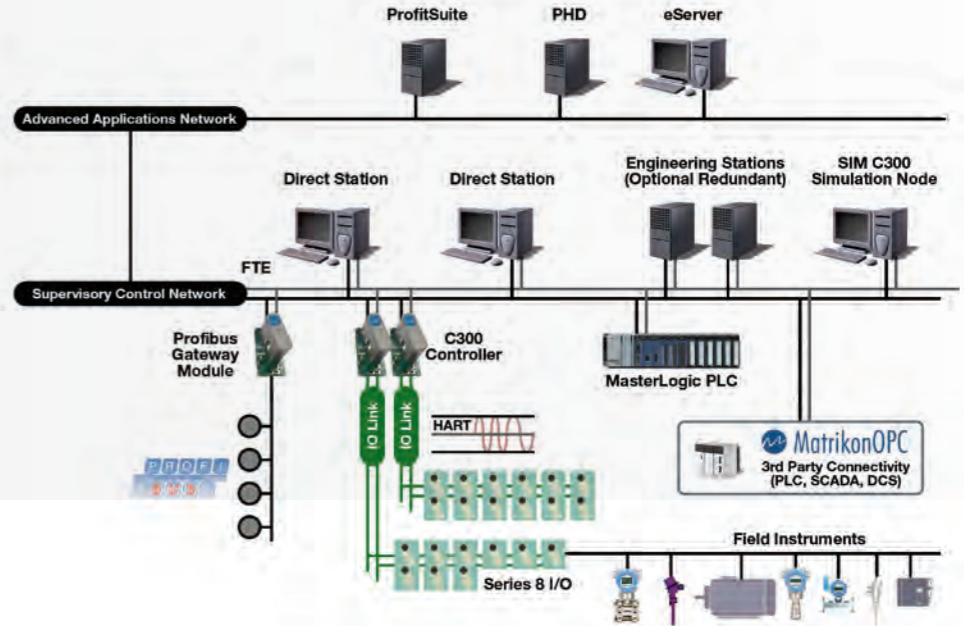 ProfitSuite
PHD
eServer
Advanced Applications Network
Direct Station
Direct Station
Engineering Stations
(Optional Redundant)
SIM C300
Simulation Node
FTE
Supervisory Control Network
Profibus
Gateway
Module
C300
Controller
MasterLogic PLC
IO Link
IO Link
HART
MatrikonOPC
3rd Party Connectivity
(PLC, SCADA, DCS)
PROFI
BUS
Field Instruments
Series 8 I/O